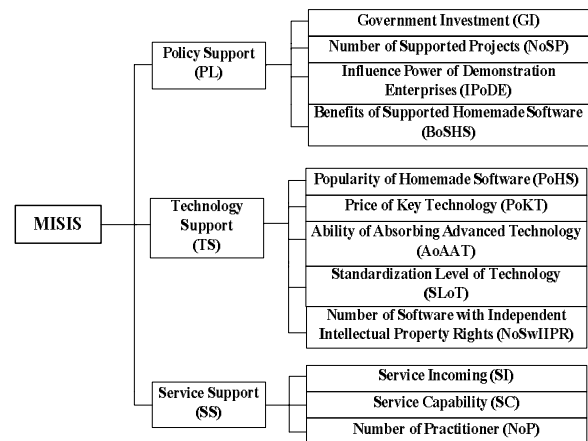 MISIS
Policy Support
(PL)
Government Investment (GI)
Number of Supported Projects (NoSP)
Influence Power of Demonstration
Enterprises (IPoDE)
Benefits of Supported Homemade Software
(BoSHS)
Technology
Support
(TS)
Popularity of Homemade Software (PoHS)
Price of Key Technology (PoKT)
Ability of Absorbing Advanced Technology
(AoAAT)
Standardization Level of Technology
(SLoT)
Number of Software with Independent
Intellectual Property Rights (NoSwIIPR)
Service Support
(SS)
Service Incoming (SI)
Service Capability (SC)
Number of Practitioner (NoP)